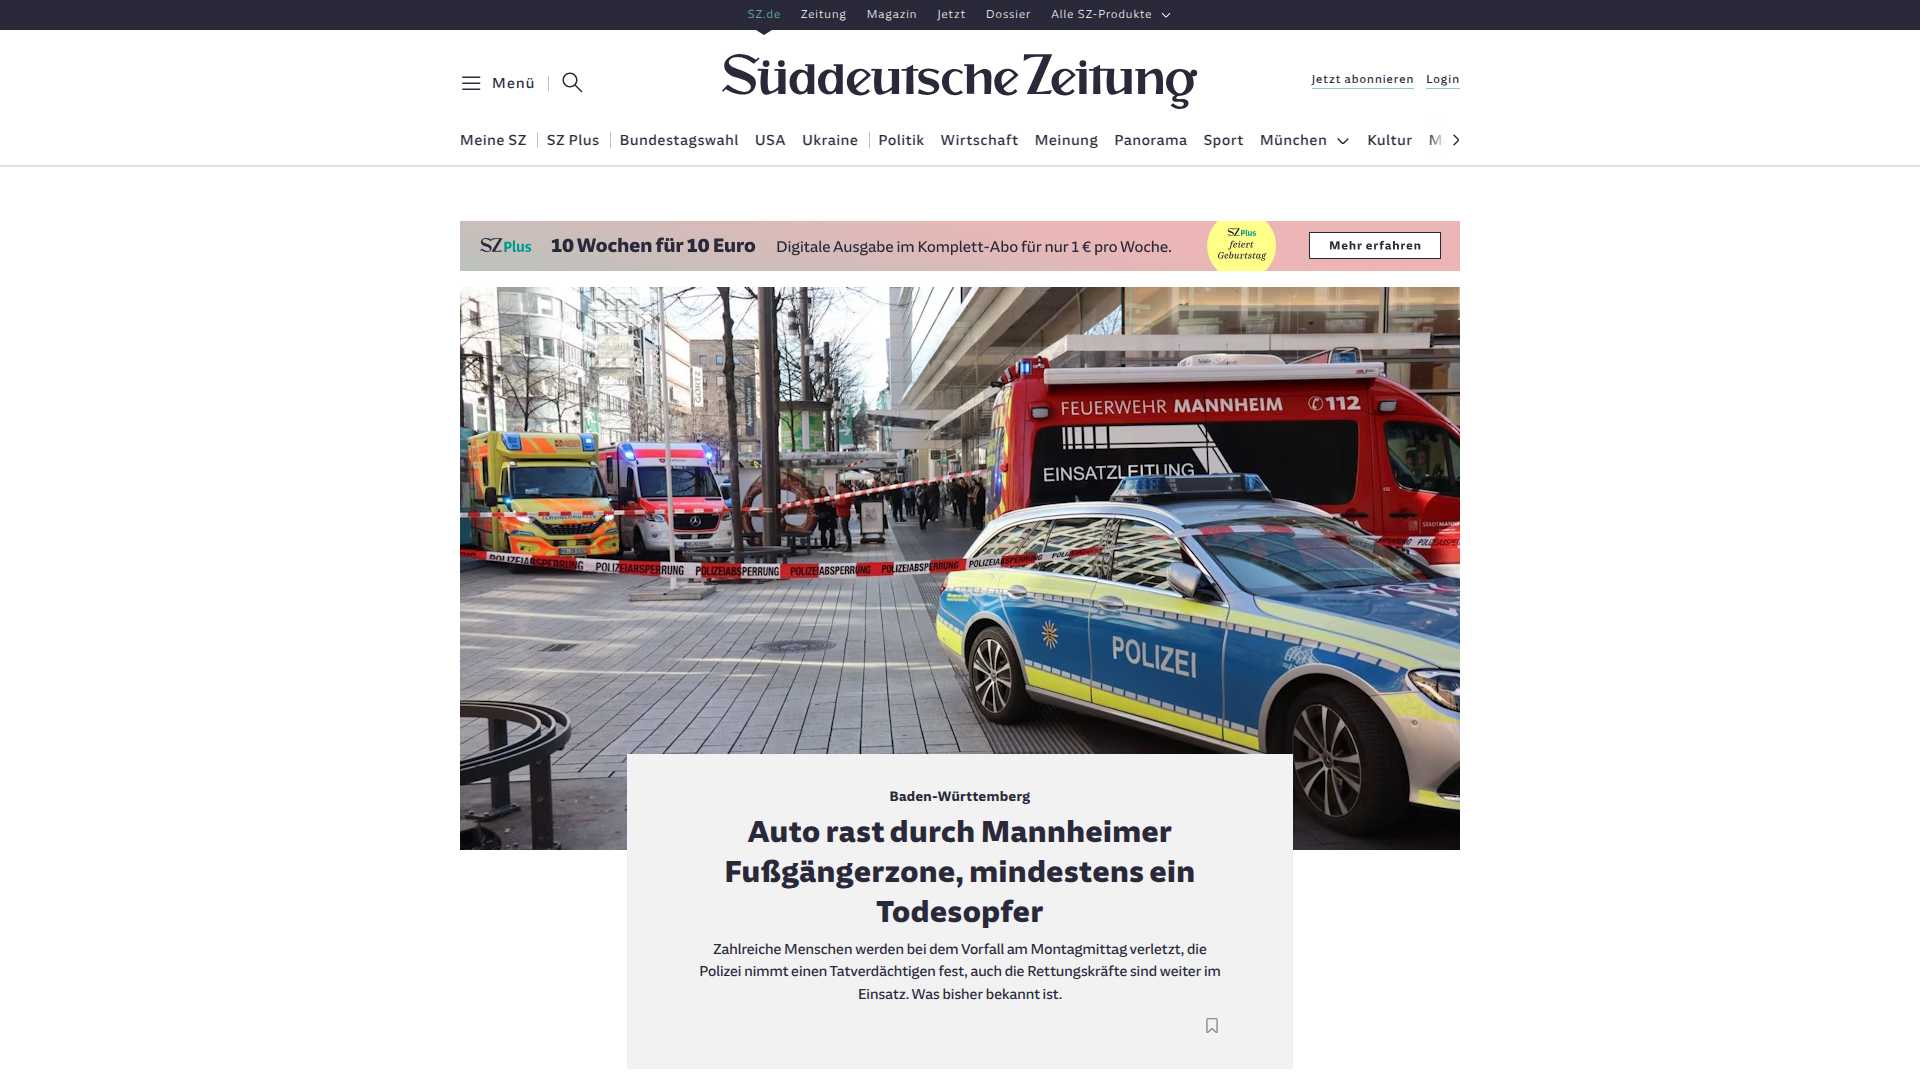 SZ.de Zeitung Magazin Jetzt Dossier Alle SZ-Produkte
Menü
Süddeutsche Zeitung
Jetzt abonnieren Login
Meine SZ SZ Plus Bundestagswahl USA Ukraine Politik Wirtschaft Meinung Panorama Sport München Kultur M
SZ Plus 10 Wochen für 10 Euro Digitale Ausgabe im Komplett-Abo für nur 1 € pro Woche.
SZ Plus
feiert
Geburtstag
Mehr erfahren
FEUERWEHR MANNHEIM 112
EINSATZLEITUNG
POLIZEIABSPERRUNG POLIZEIABSPERRUNG POLIZEIABSPERRUNG POLIZEIABSPERRUNG POLIZEIABSPERRUNG POLIZEIABSPERRUNG
POLIZEI
Baden-Württemberg
Auto rast durch Mannheimer
Fußgängerzone, mindestens ein
Todesopfer
Zahlreiche Menschen werden bei dem Vorfall am Montagmittag verletzt, die
Polizei nimmt einen Tatverdächtigen fest, auch die Rettungskräfte sind weiter im
Einsatz. Was bisher bekannt ist.